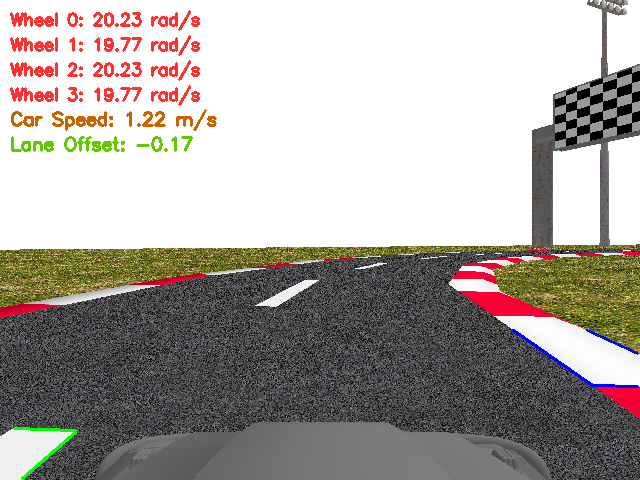 Wheel 0: 20.23 rad/s
Wheel 1: 19.77 rad/s
Wheel 2: 20.23 rad/s
Wheel 3: 19.77 rad/s
Car Speed: 1.22 m/s
Lane Offset: -0.17